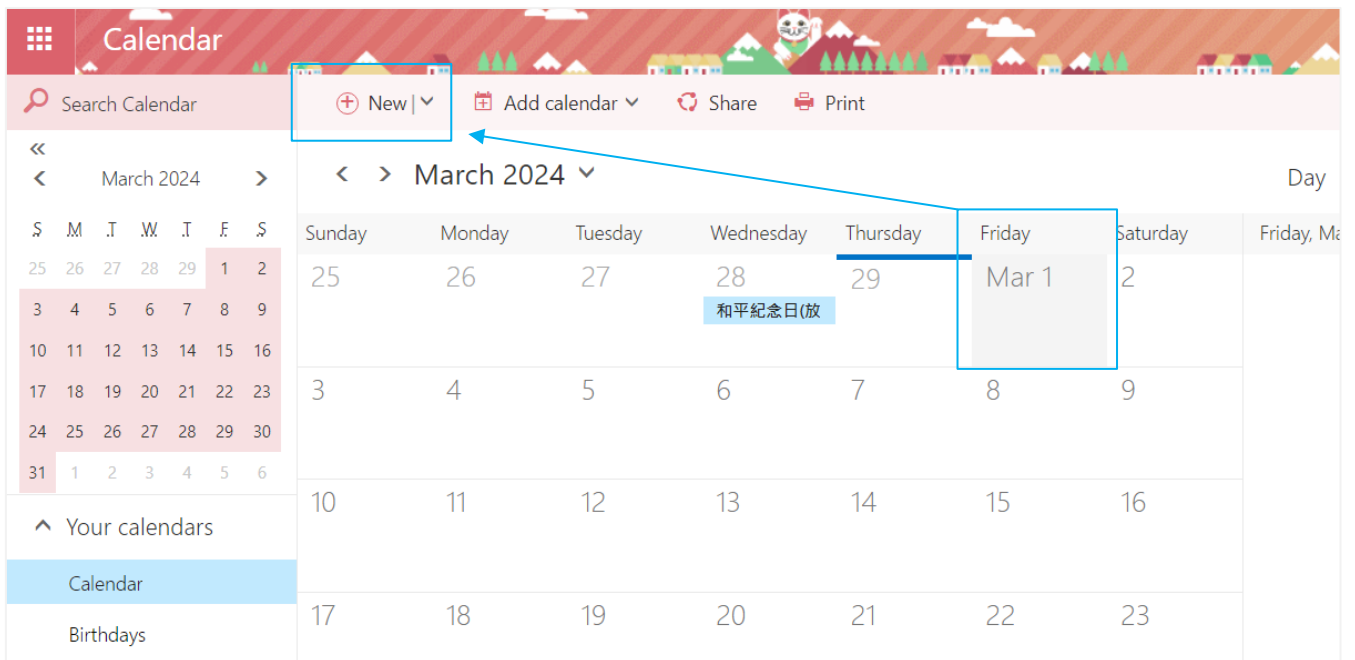 Calendar
Search Calendar
New
Add calendar
Share
Print
March 2024
S M T W T F S
25 26 27 28 29 1 2
3 4 5 6 7 8 9
10 11 12 13 14 15 16
17 18 19 20 21 22 23
24 25 26 27 28 29 30
31 1 2 3 4 5 6
Your calendars
Calendar
Birthdays
March 2024
Day
Sunday Monday Tuesday Wednesday Thursday Friday Saturday Friday, Ma
25 26 27 28 29 Mar 1 2
和平紀念日(放
3 4 5 6 7 8 9
10 11 12 13 14 15 16
17 18 19 20 21 22 23